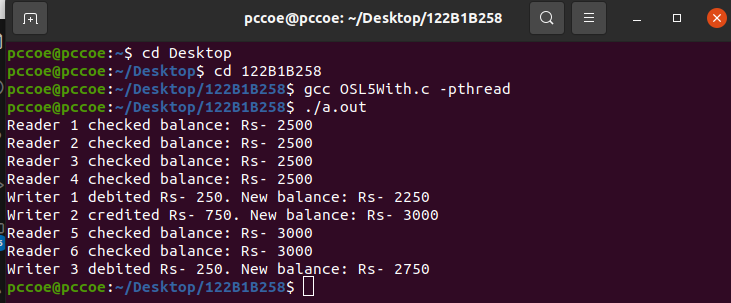 pccoe@pccoe: ~/Desktop/122B1B258
pccoe@pccoe:~$ cd Desktop
pccoe@pccoe:~/Desktop$ cd 122B1B258
pccoe@pccoe:~/Desktop/122B1B258$ gcc OSL5With.c -pthread
pccoe@pccoe:~/Desktop/122B1B258$ ./a.out
Reader 1 checked balance: Rs- 2500
Reader 2 checked balance: Rs- 2500
Reader 3 checked balance: Rs- 2500
Reader 4 checked balance: Rs- 2500
Writer 1 debited Rs- 250. New balance: Rs- 2250
Writer 2 credited Rs- 750. New balance: Rs- 3000
Reader 5 checked balance: Rs- 3000
Reader 6 checked balance: Rs- 3000
Writer 3 debited Rs- 250. New balance: Rs- 2750
pccoe@pccoe:~/Desktop/122B1B258$